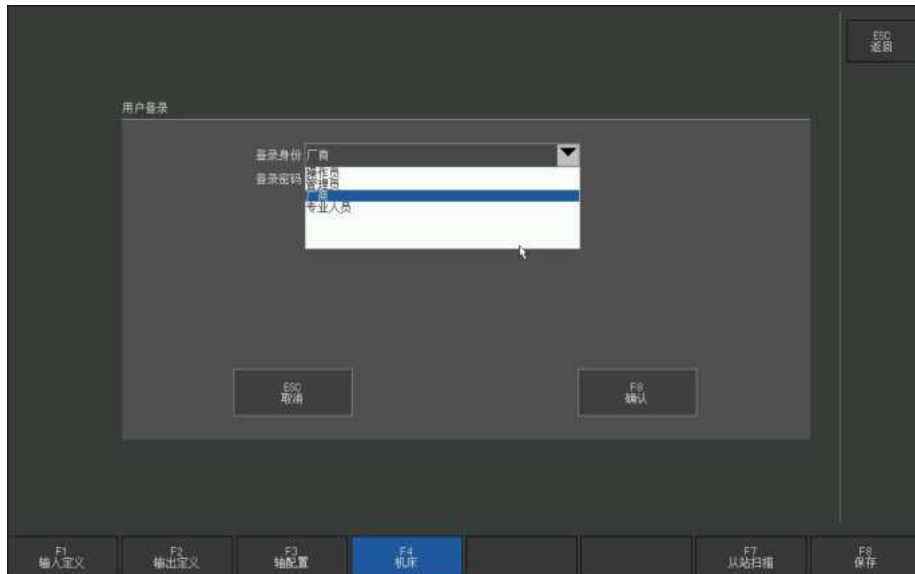 ESC
返回
用户登录
登录身份 厂商
登录密码
操作员
管理员
厂商
专业人员
ESC
取消
F8
确认
F1
输入定义
F2
输出定义
F3
轴配置
F4
机床
F7
从站扫描
F8
保存